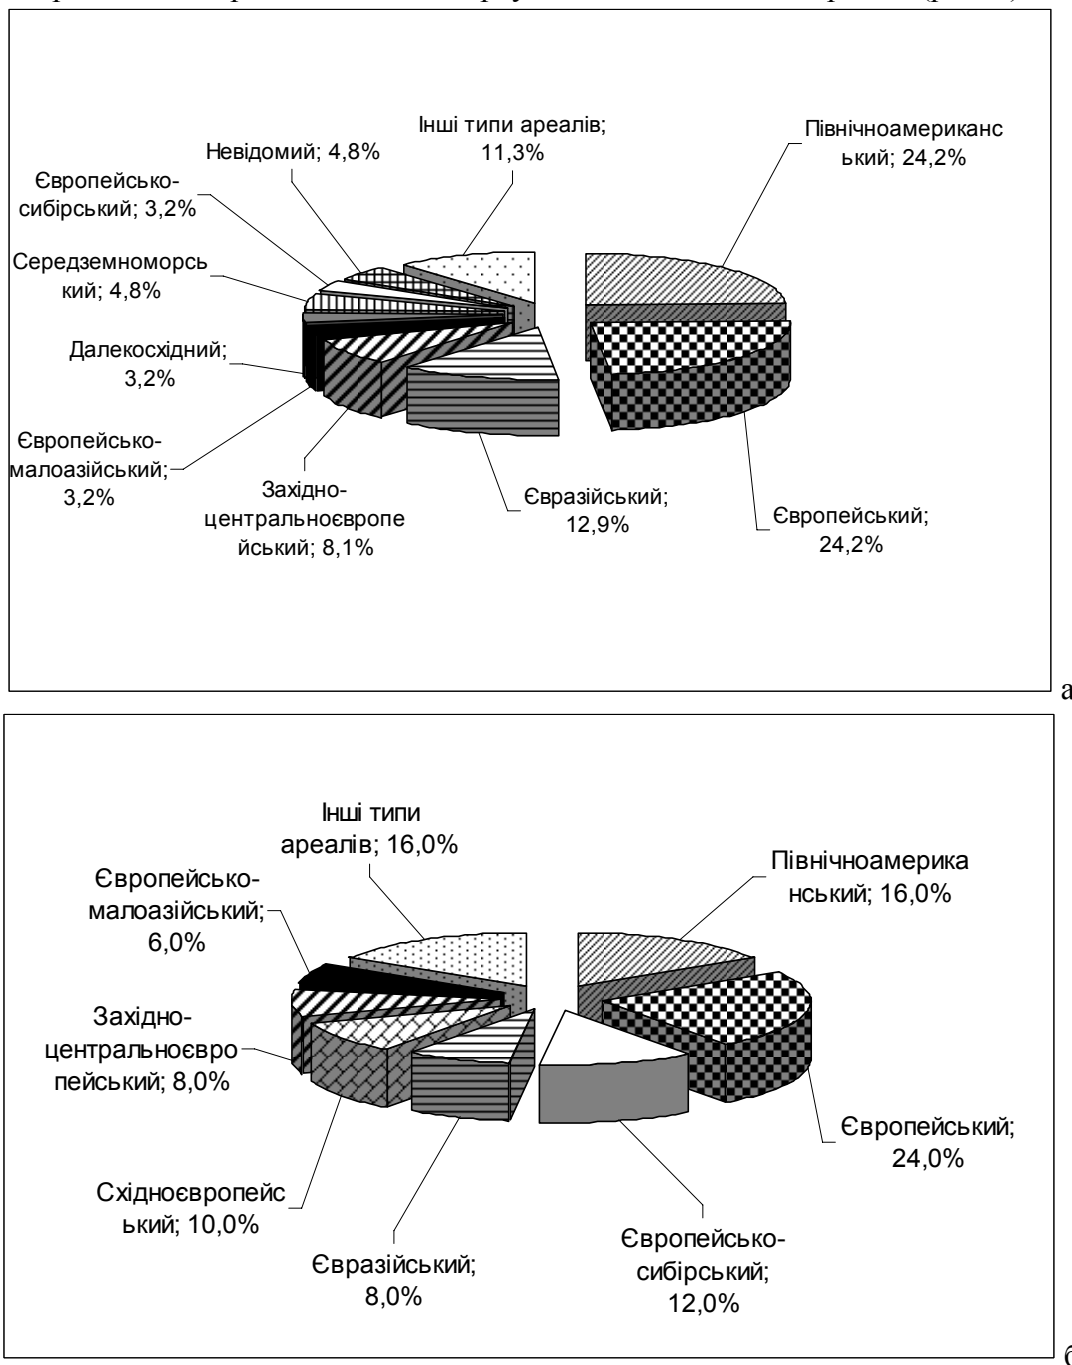 Інші типи ареалів;
11,3%
Північноамериканс
ький; 24,2%
Невідомий; 4,8%
Європейсько-
сибірський; 3,2%
Середземноморсь
кий; 4,8%
Далекосхідний;
3,2%
Європейсько-
малоазійський;
3,2%
Західно-
центральноєвропе
йський; 8,1%
Євразійський;
12,9%
Європейський;
24,2%
а
Інші типи
ареалів; 16,0%
Північноамерика
нський; 16,0%
Європейсько-
малоазійський;
6,0%
Західно-
центральноєвро
пейський; 8,0%
Східноєвропейс
ький; 10,0%
Євразійський;
8,0%
Європейсько-
сибірський;
12,0%
Європейський;
24,0%
б